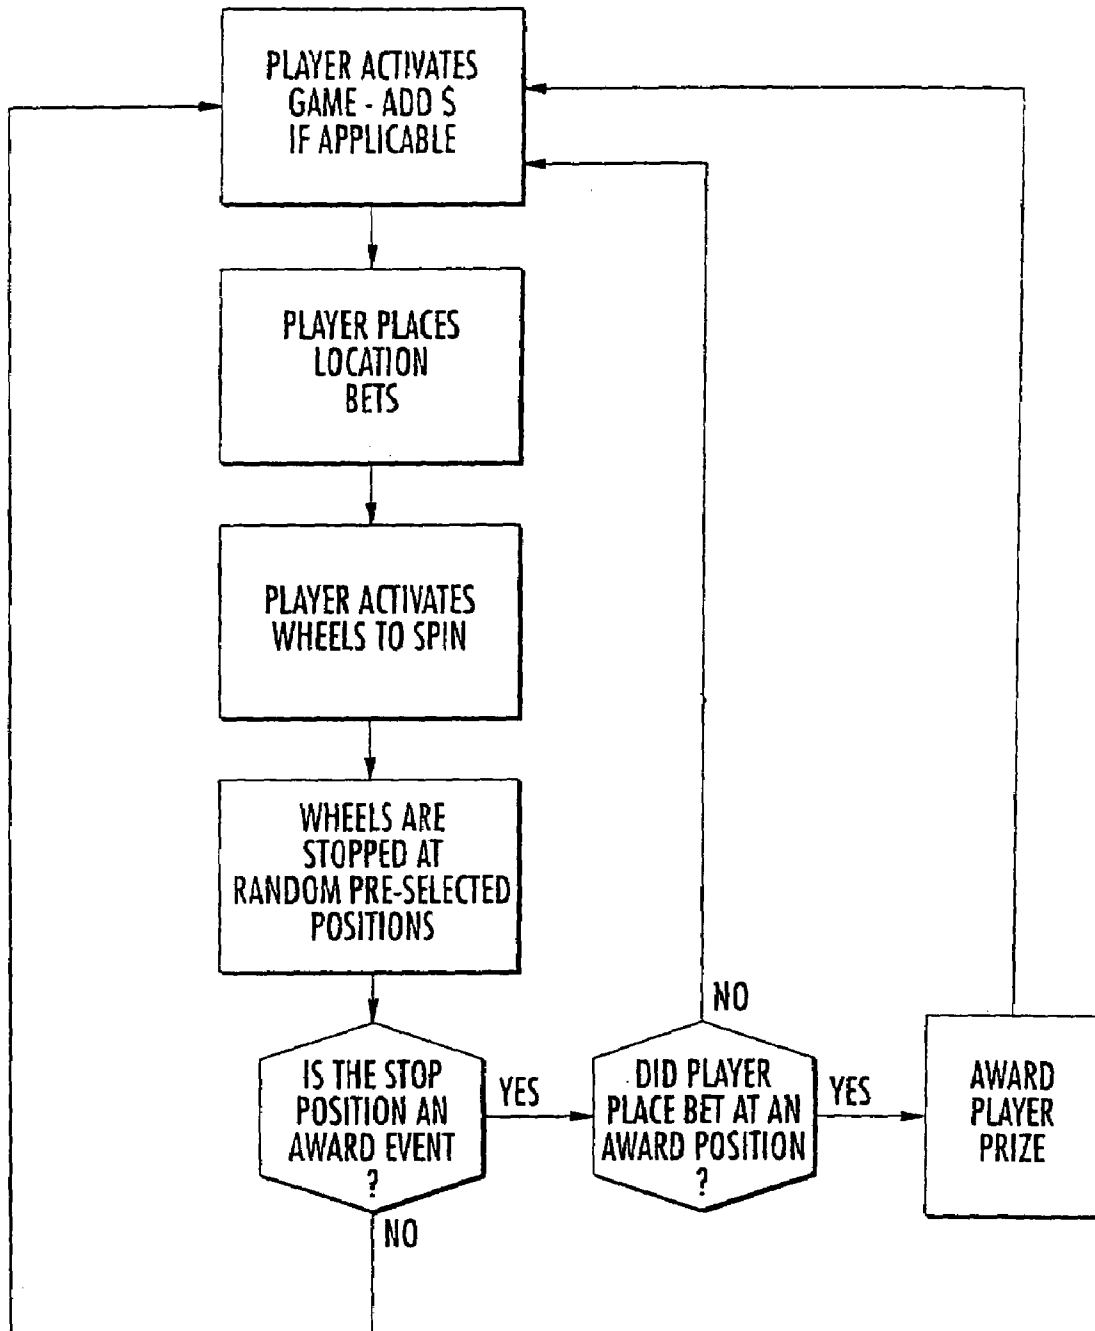 PLAYER ACTIVATES
GAME - ADD $
IF APPLICABLE
PLAYER PLACES
LOCATION
BETS
PLAYER ACTIVATES
WHEELS TO SPIN
WHEELS ARE
STOPPED AT
RANDOM PRE-SELECTED
POSITIONS
IS THE STOP
POSITION AN
AWARD EVENT
?
YES
NO
DID PLAYER
PLACE BET AT AN
AWARD POSITION
?
NO
YES
AWARD
PLAYER
PRIZE